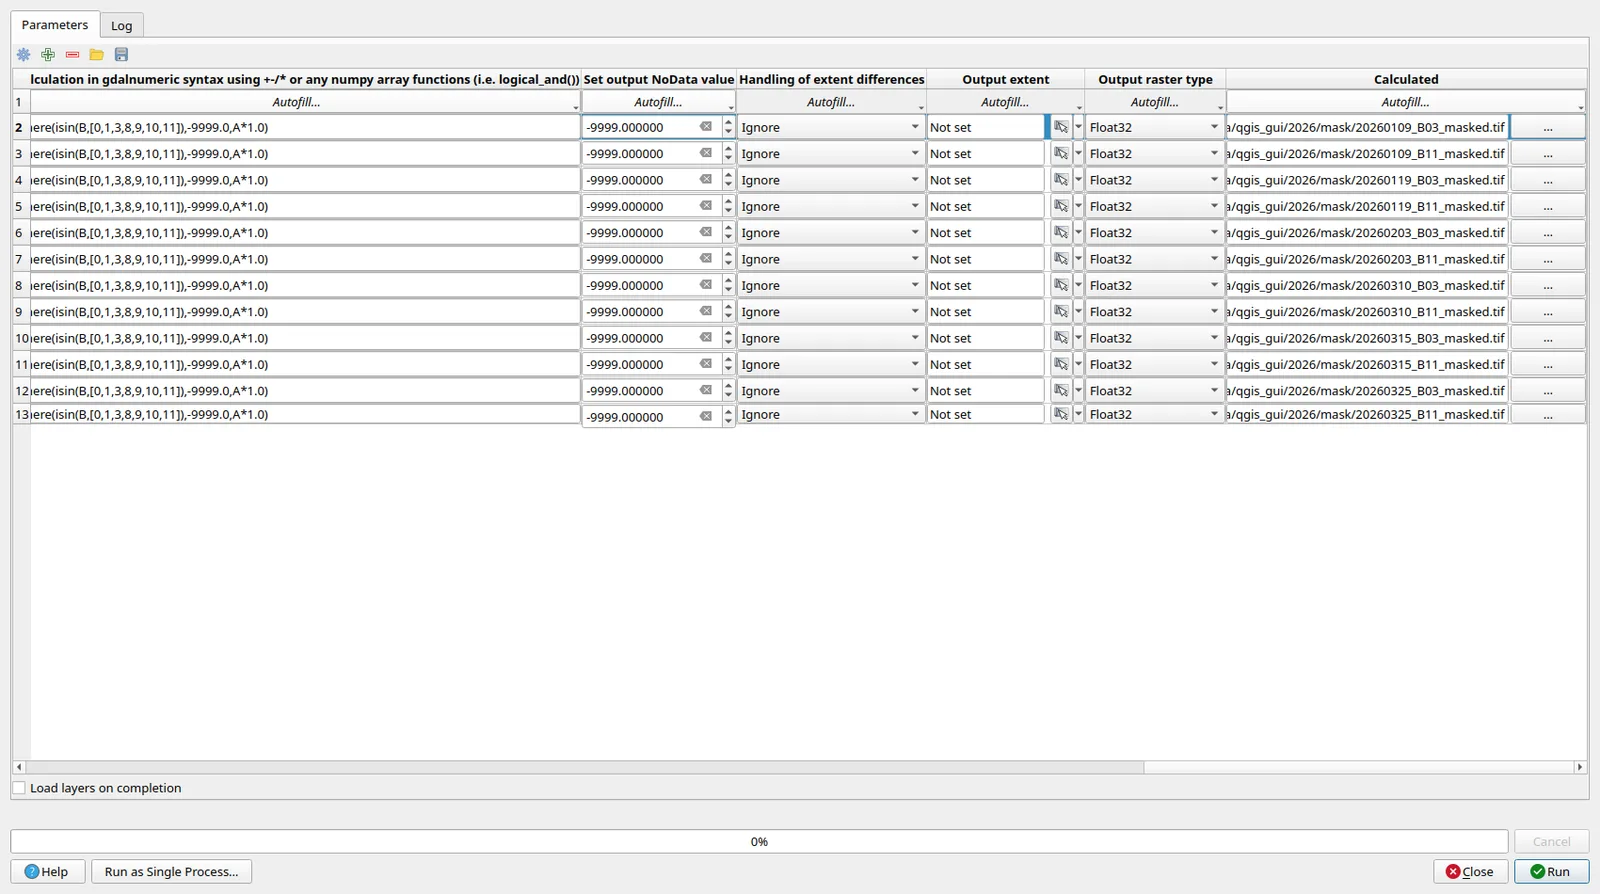 Parameters Log
lculation in gdalnumeric syntax using +-/* or any numpy array functions (i.e. logical_and()) Set output NoData value Handling of extent differences Output extent Output raster type Calculated
1 Autofill... Autofill... Autofill... Autofill... Autofill... Autofill...
2 ere(isin(B,[0,1,3,8,9,10,11]),-9999.0,A*1.0) -9999.000000 Ignore Not set Float32 a/qgis_gui/2026/mask/20260109_B03_masked.tif ...
3 ere(isin(B,[0,1,3,8,9,10,11]),-9999.0,A*1.0) -9999.000000 Ignore Not set Float32 a/qgis_gui/2026/mask/20260109_B11_masked.tif ...
4 ere(isin(B,[0,1,3,8,9,10,11]),-9999.0,A*1.0) -9999.000000 Ignore Not set Float32 a/qgis_gui/2026/mask/20260119_B03_masked.tif ...
5 ere(isin(B,[0,1,3,8,9,10,11]),-9999.0,A*1.0) -9999.000000 Ignore Not set Float32 a/qgis_gui/2026/mask/20260119_B11_masked.tif ...
6 ere(isin(B,[0,1,3,8,9,10,11]),-9999.0,A*1.0) -9999.000000 Ignore Not set Float32 a/qgis_gui/2026/mask/20260203_B03_masked.tif ...
7 ere(isin(B,[0,1,3,8,9,10,11]),-9999.0,A*1.0) -9999.000000 Ignore Not set Float32 a/qgis_gui/2026/mask/20260203_B11_masked.tif ...
8 ere(isin(B,[0,1,3,8,9,10,11]),-9999.0,A*1.0) -9999.000000 Ignore Not set Float32 a/qgis_gui/2026/mask/20260310_B03_masked.tif ...
9 ere(isin(B,[0,1,3,8,9,10,11]),-9999.0,A*1.0) -9999.000000 Ignore Not set Float32 a/qgis_gui/2026/mask/20260310_B11_masked.tif ...
10 ere(isin(B,[0,1,3,8,9,10,11]),-9999.0,A*1.0) -9999.000000 Ignore Not set Float32 a/qgis_gui/2026/mask/20260315_B03_masked.tif ...
11 ere(isin(B,[0,1,3,8,9,10,11]),-9999.0,A*1.0) -9999.000000 Ignore Not set Float32 a/qgis_gui/2026/mask/20260315_B11_masked.tif ...
12 ere(isin(B,[0,1,3,8,9,10,11]),-9999.0,A*1.0) -9999.000000 Ignore Not set Float32 a/qgis_gui/2026/mask/20260325_B03_masked.tif ...
13 ere(isin(B,[0,1,3,8,9,10,11]),-9999.0,A*1.0) -9999.000000 Ignore Not set Float32 a/qgis_gui/2026/mask/20260325_B11_masked.tif ...
Load layers on completion
0% Cancel
Help Run as Single Process... Close Run